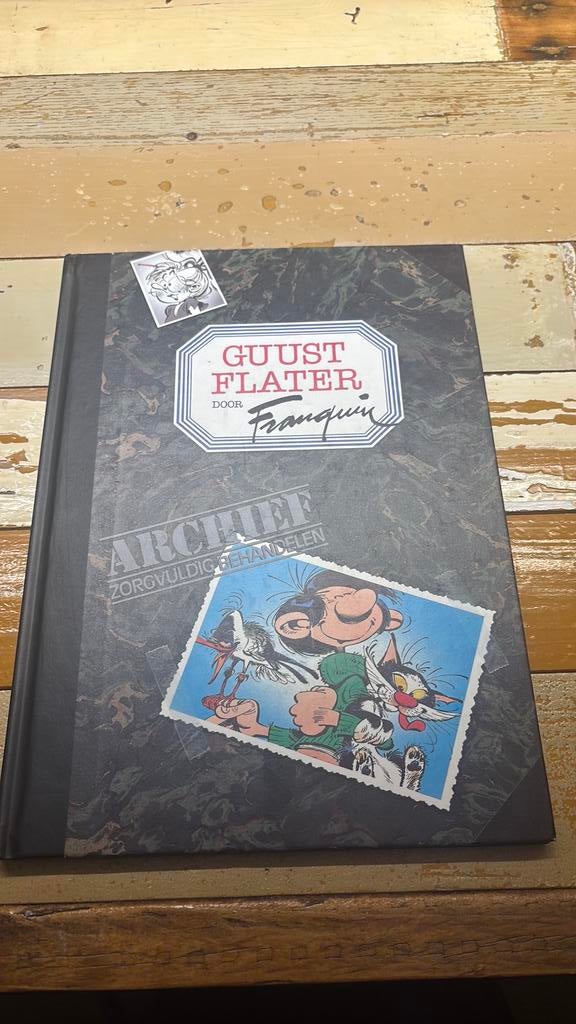 GUUST
FLATER
DOOR Franquin
ARCHIEF
ZORGVULDIG BEHANDELEN